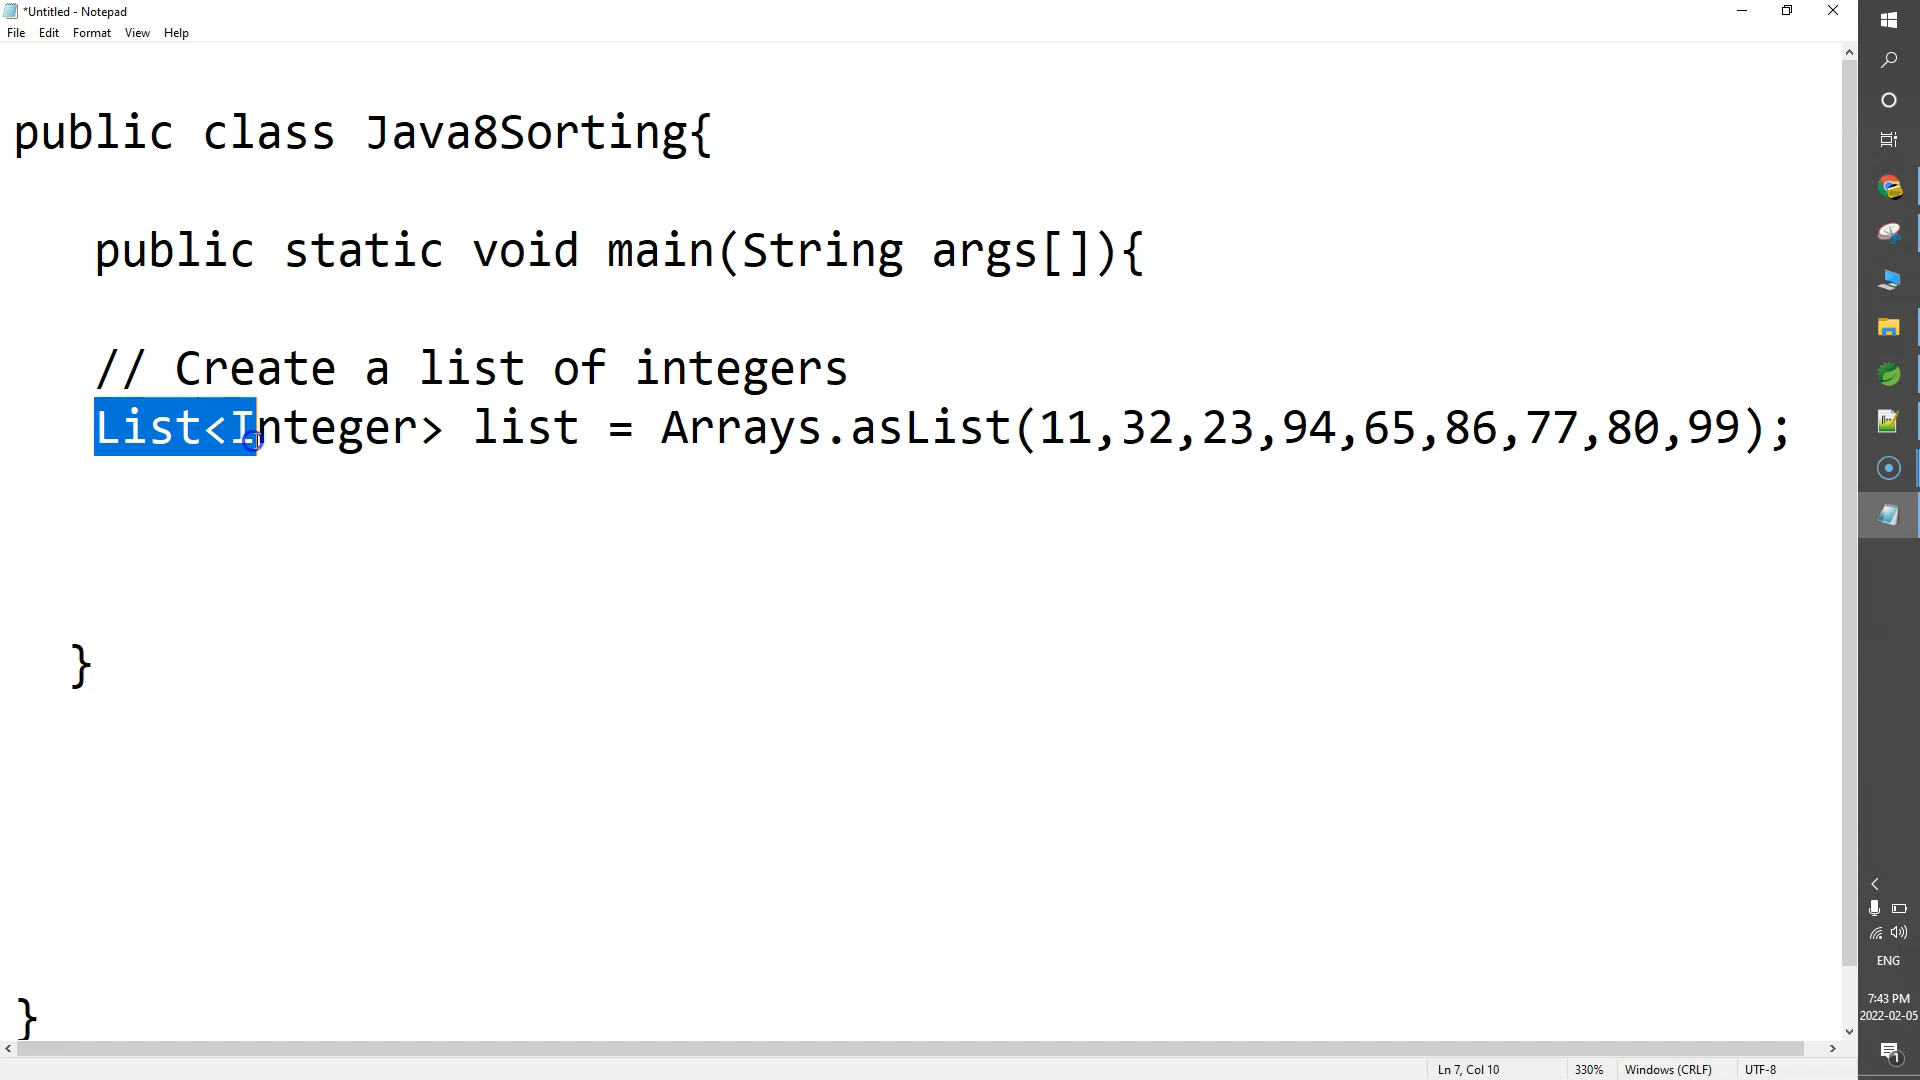 *Untitled - Notepad
File Edit Format View Help
public class Java8Sorting{
public static void main(String args[]){
// Create a list of integers
List<Integer> list = Arrays.asList(11,32,23,94,65,86,77,80,99);
}
}
ENG
7:43 PM
2022-02-05
1
Ln 7, Col 10 330% Windows (CRLF) UTF-8